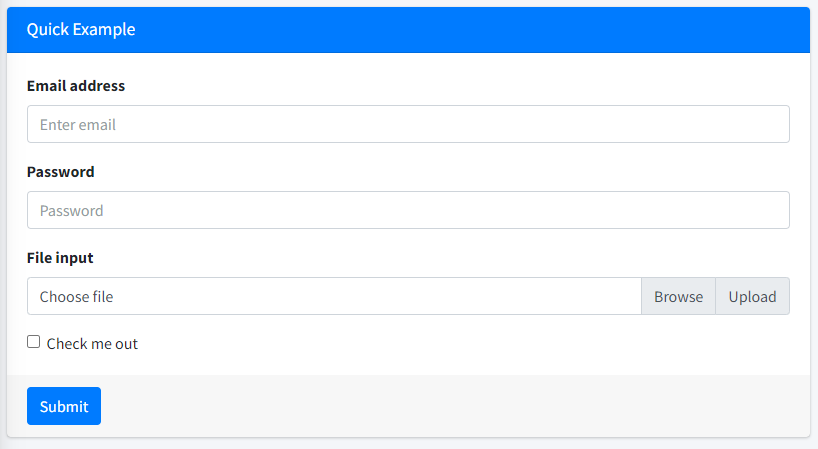 Quick Example
Email address
Enter email
Password
Password
File input
Choose file Browse Upload
Check me out
Submit